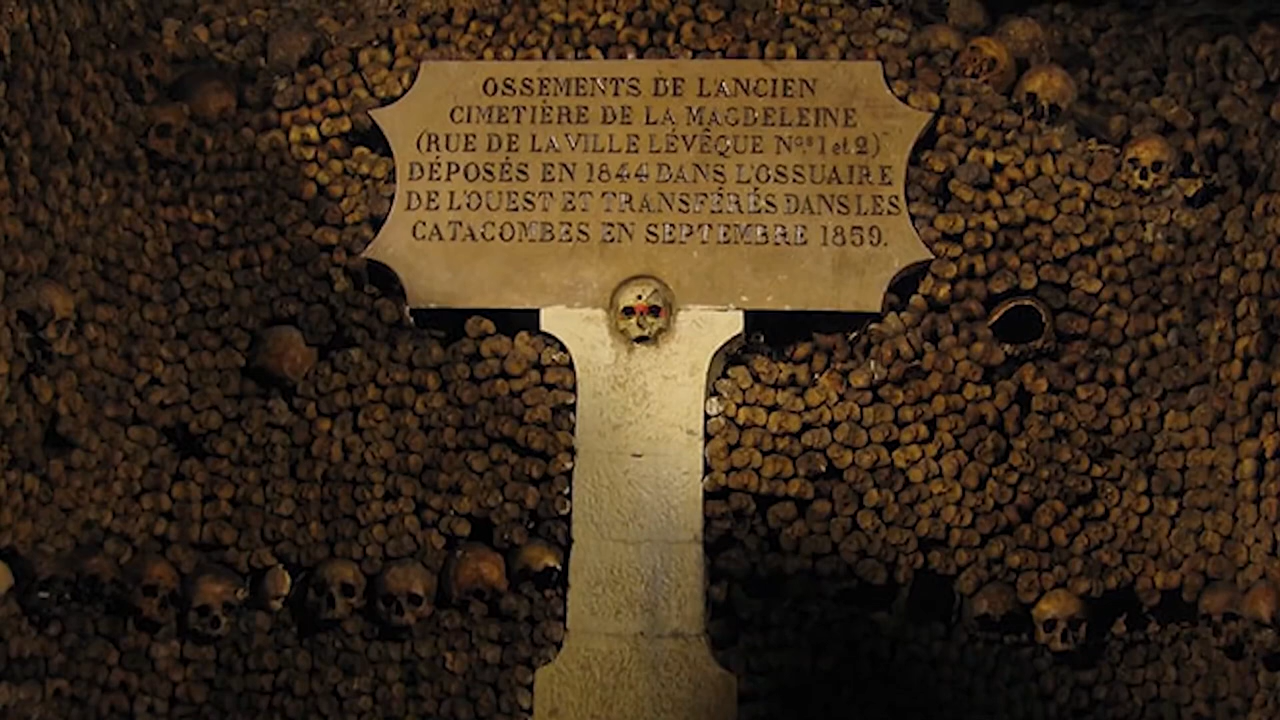 OSSEMENTS DE L'ANCIEN
CIMETIÈRE DE LA MAGDELEINE
(RUE DE LA VILLE LÉVÊQUE Nos 1 et 2)
DÉPOSÉS EN 1844 DANS L'OSSUAIRE
DE L'OUEST ET TRANSFÉRÉS DANS LES
CATACOMBES EN SEPTEMBRE 1859.